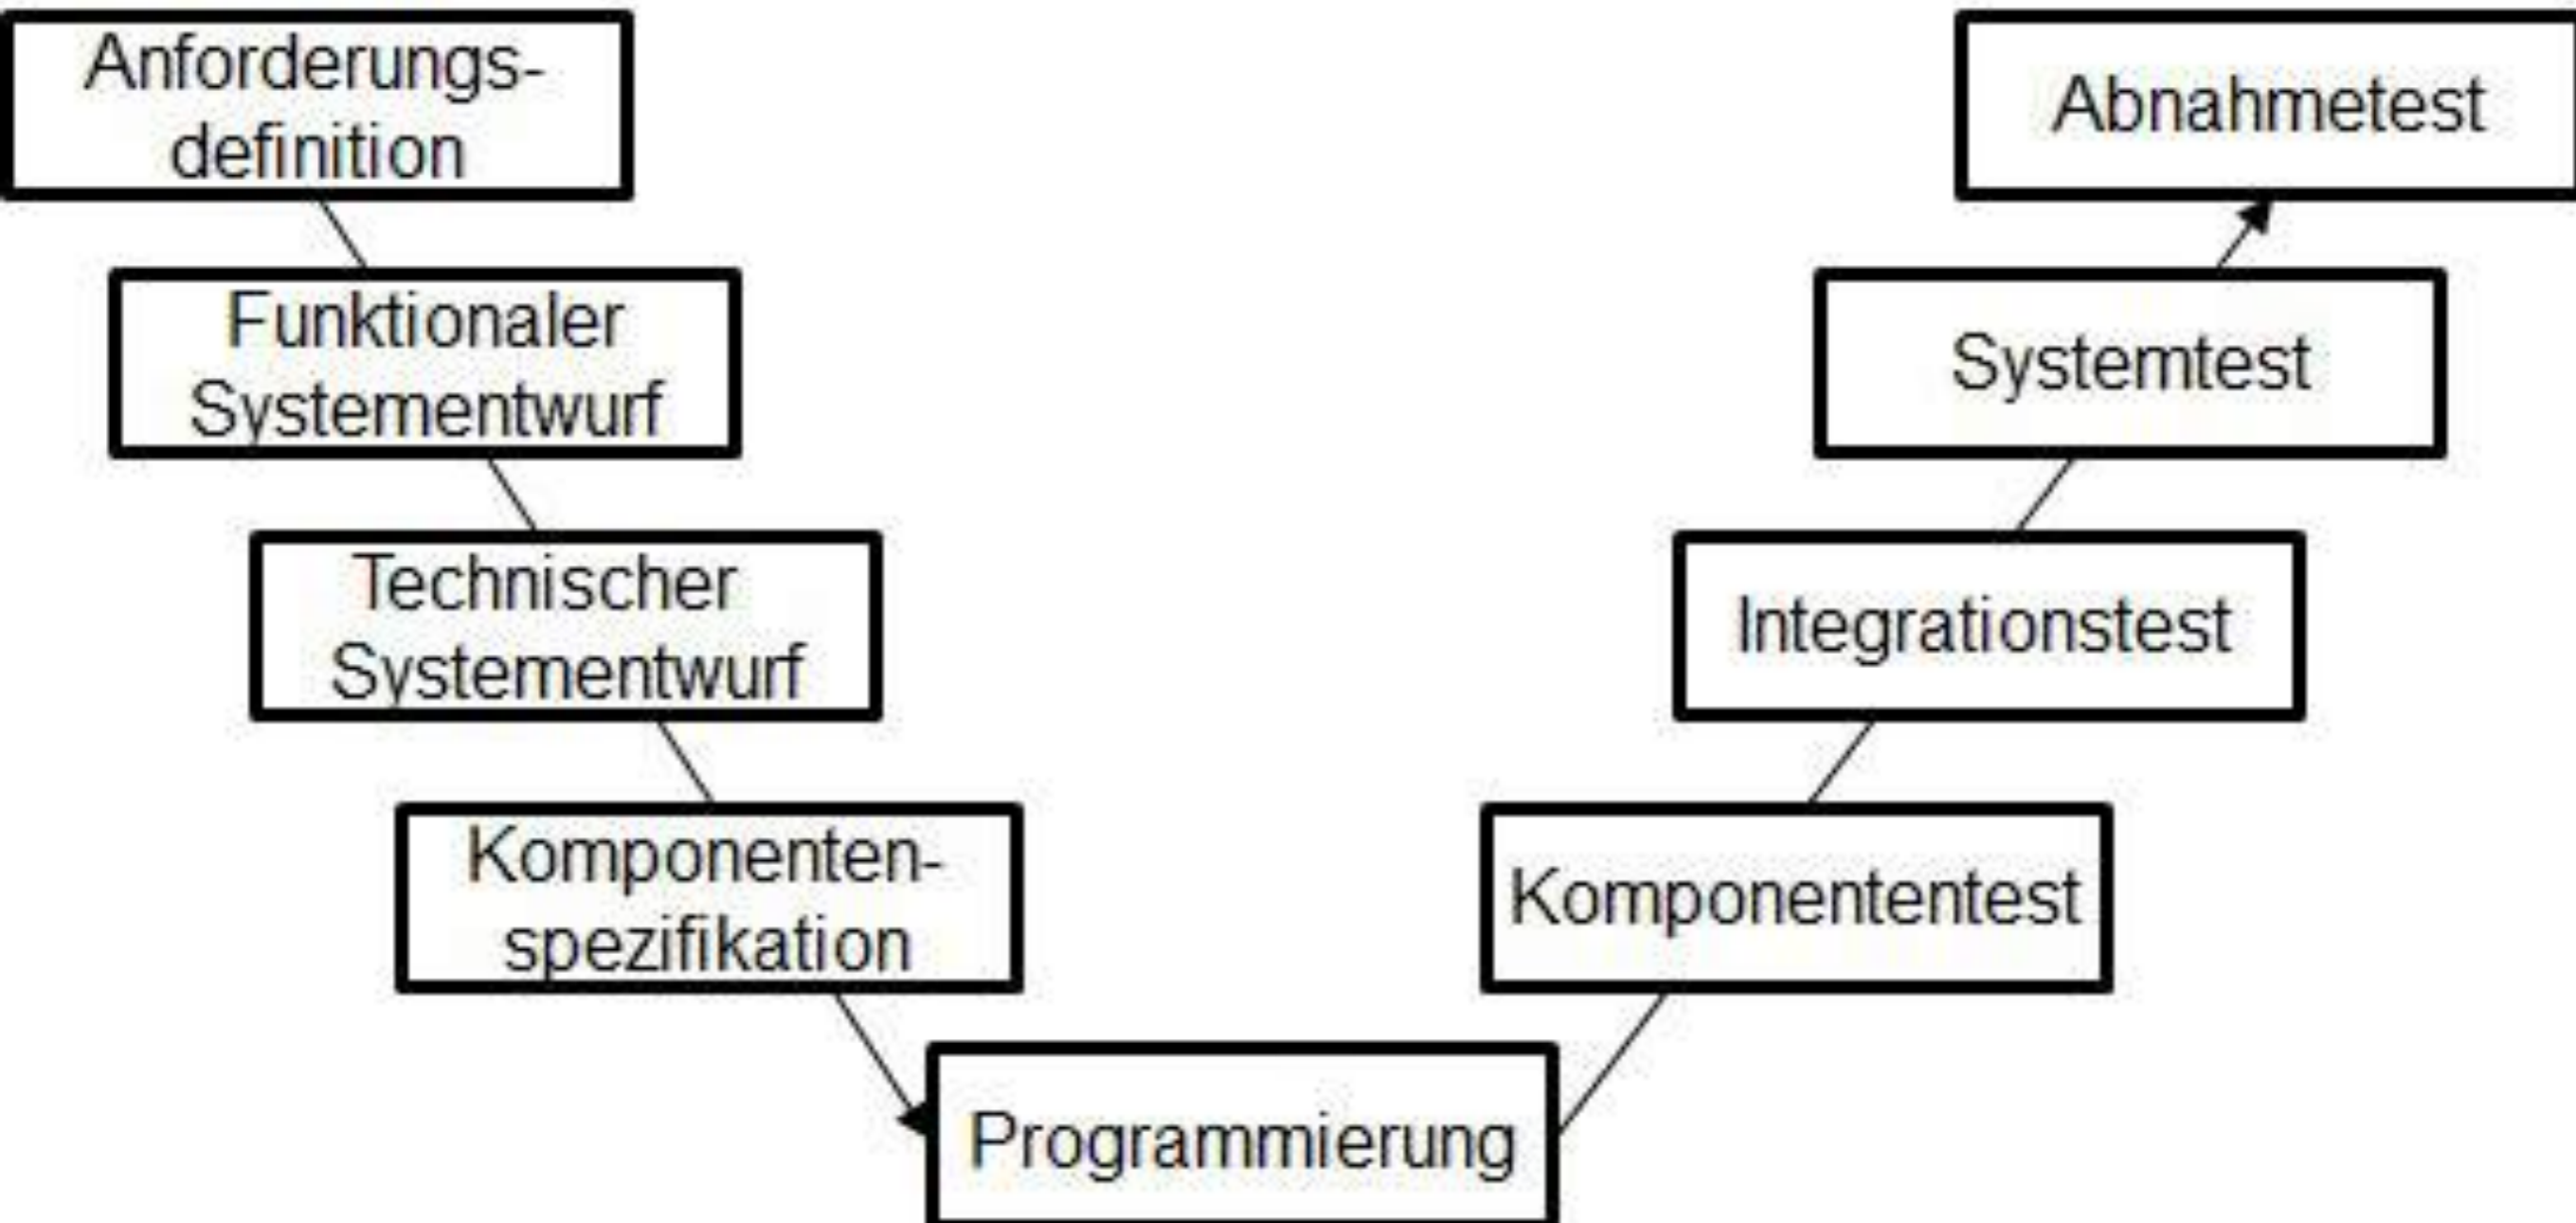 Anforderungs-
definition
Funktionaler
Systementwurf
Technischer
Systementwurf
Komponenten-
spezifikation
Programmierung
Komponententest
Integrationstest
Systemtest
Abnahmetest